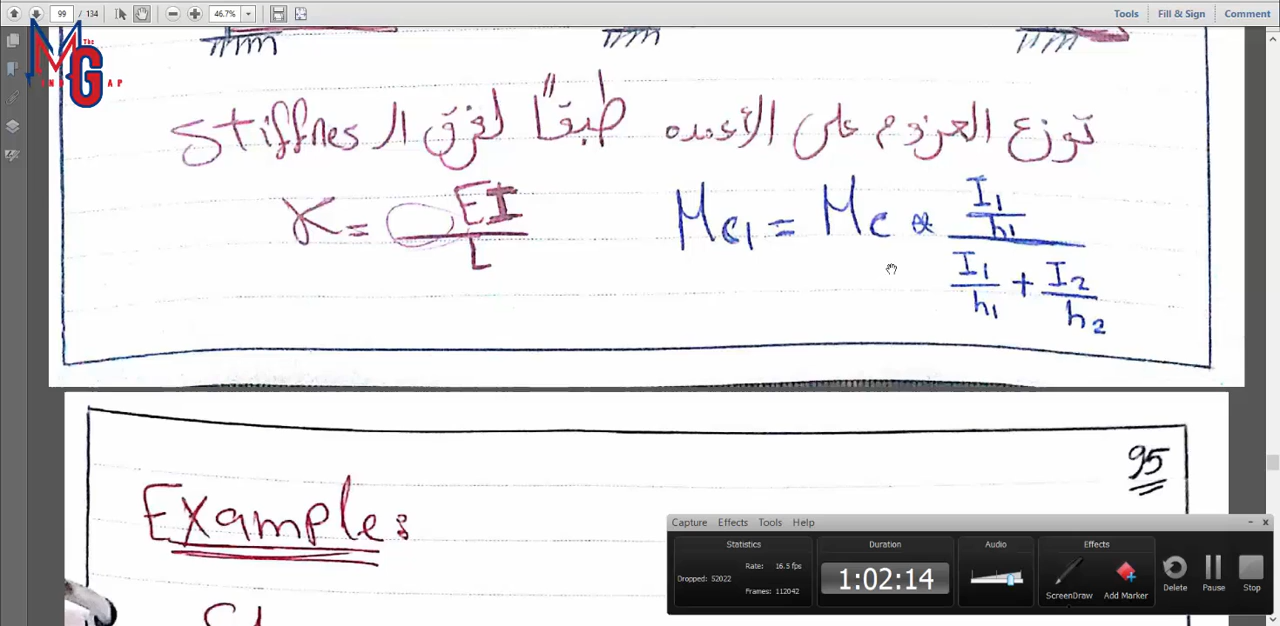 99 / 134
46.7%
Tools
Fill & Sign
Comment
The
MG
توزع العزوم على الأعمده طبقاً لفرق ال Stiffnes
K = EI / L
Mc1 = Mc * (I1/h1) / (I1/h1 + I2/h2)
95
Examples
Capture Effects Tools Help
Statistics
Duration
Audio
Effects
Dropped: 52022
Rate: 16.5 fps
Frames: 112042
1:02:14
ScreenDraw
Add Marker
Delete
Pause
Stop